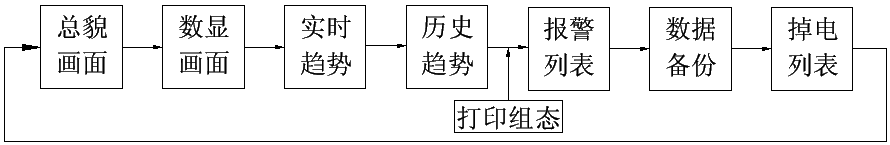 总貌
画面
数显
画面
实时
趋势
历史
趋势
报警
列表
数据
备份
掉电
列表
打印组态